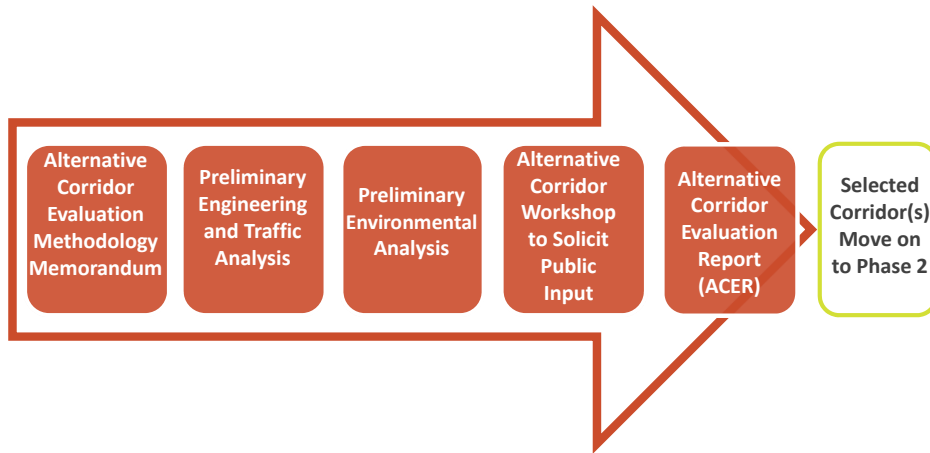 Alternative
Corridor
Evaluation
Methodology
Memorandum
Preliminary
Engineering
and Traffic
Analysis
Preliminary
Environmental
Analysis
Alternative
Corridor
Workshop
to Solicit
Public
Input
Alternative
Corridor
Evaluation
Report
(ACER)
Selected
Corridor(s)
Move on
to Phase 2